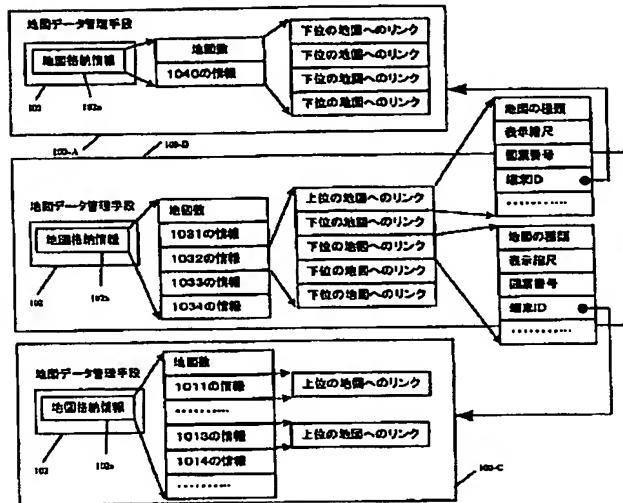 地図データ管理手段
地図格納情報
102
102a
地図数
1040の情報
下位の地図へのリンク
下位の地図へのリンク
下位の地図へのリンク
下位の地図へのリンク
100-A
100-B
地図データ管理手段
地図格納情報
102
102a
地図数
1031の情報
1032の情報
1033の情報
1034の情報
上位の地図へのリンク
下位の地図へのリンク
下位の地図へのリンク
下位の地図へのリンク
下位の地図へのリンク
地図の種類
表示縮尺
図葉番号
端末ID
…………
地図の種類
表示縮尺
図葉番号
端末ID
…………
地図データ管理手段
地図格納情報
102
102a
地図数
1011の情報
…………
1013の情報
1014の情報
…………
上位の地図へのリンク
上位の地図へのリンク
100-C